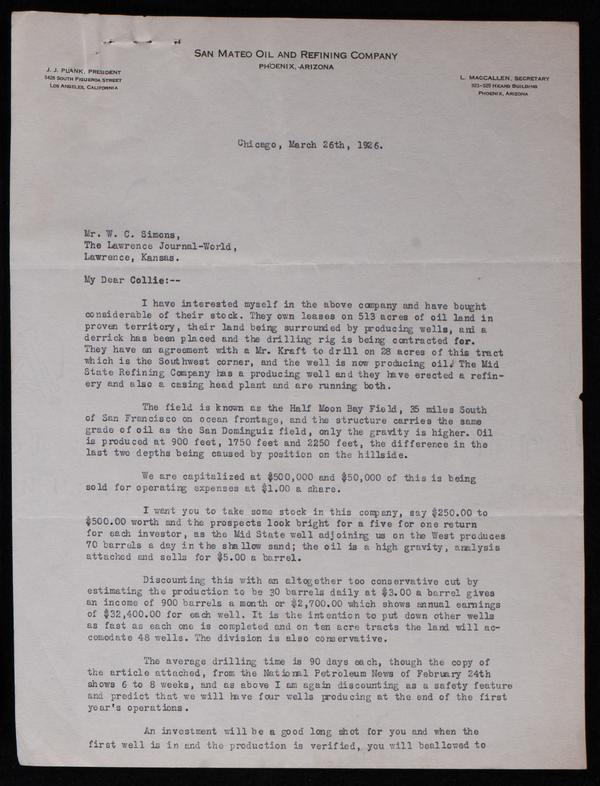 SAN MATEO OIL AND REFINING COMPANY
PHOENIX, ARIZONA
J. J. PLANK, PRESIDENT
5428 SOUTH FIGUEROA STREET
LOS ANGELES, CALIFORNIA
L. MACCALLEN, SECRETARY
523-525 HEARD BUILDING
PHOENIX, ARIZONA
Chicago, March 26th, 1926.
Mr. W. C. Simons,
The Lawrence Journal-World,
Lawrence, Kansas.
My Dear Collie:--
I have interested myself in the above company and have bought
considerable of their stock. They own leases on 513 acres of oil land in
proven territory, their land being surrounded by producing wells, and a
derrick has been placed and the drilling rig is being contracted for.
They have an agreement with a Mr. Kraft to drill on 28 acres of this tract
which is the Southwest corner, and the well is now producing oil. The Mid
State Refining Company has a producing well and they have erected a refin-
ery and also a casing head plant and are running both.
The field is known as the Half Moon Bay Field, 35 miles South
of San Francisco on ocean frontage, and the structure carries the same
grade of oil as the San Dominguiz field, only the gravity is higher. Oil
is produced at 900 feet, 1750 feet and 2250 feet, the difference in the
last two depths being caused by position on the hillside.
We are capitalized at $500,000 and $50,000 of this is being
sold for operating expenses at $1.00 a share.
I want you to take some stock in this company, say $250.00 to
$500.00 worth and the prospects look bright for a five for one return
for each investor, as the Mid State well adjoining us on the West produces
70 barrels a day in the shallow sand; the oil is a high gravity, analysis
attached and sells for $5.00 a barrel.
Discounting this with an altogether too conservative cut by
estimating the production to be 30 barrels daily at $3.00 a barrel gives
an income of 900 barrels a month or $2,700.00 which shows annual earnings
of $32,400.00 for each well. It is the intention to put down other wells
as fast as each one is completed and on ten acre tracts the land will ac-
comodate 48 wells. The division is also conservative.
The average drilling time is 90 days each, though the copy of
the article attached, from the National Petroleum News of February 24th
shows 6 to 8 weeks, and as above I am again discounting as a safety feature
and predict that we will have four wells producing at the end of the first
year's operations.
An investment will be a good long shot for you and when the
first well is in and the production is verified, you will beallowed to